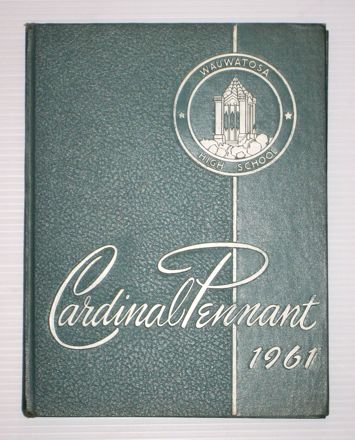 WAUWATOSA
HIGH SCHOOL
Cardinal Pennant
1961